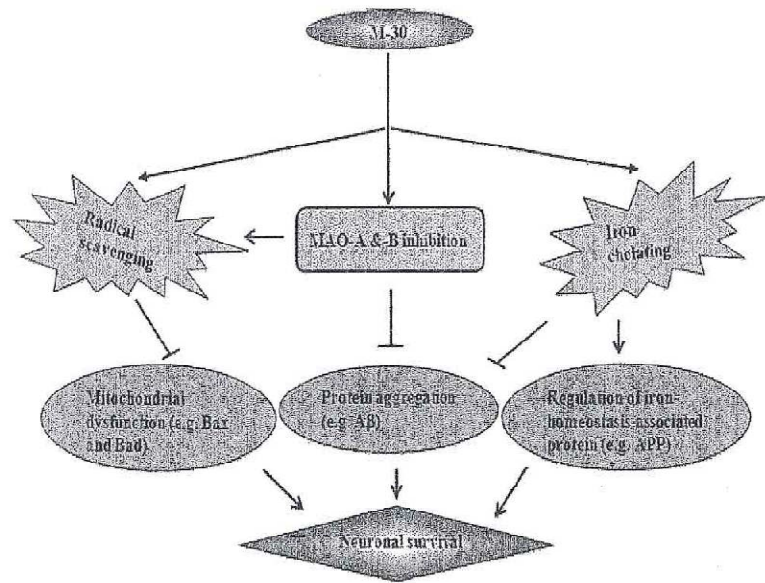 M-30
Radical
scavenging
MAO-A &-B inhibition
Iron
chelating
Mitochondrial
dysfunction (e.g. Bax
and Bad)
Protein aggregation
(e.g. Aβ)
Regulation of iron-
homeostasis-associated
protein (e.g. APP)
Neuronal survival